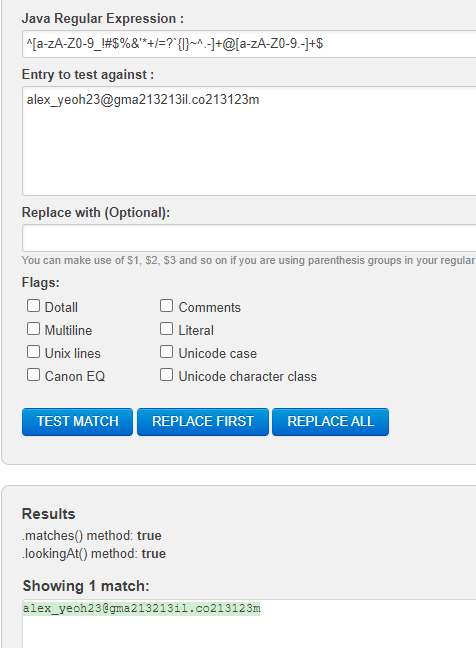 Java Regular Expression :
^[a-zA-Z0-9_!#$%&'*+/=?`{|}~^.-]+@[a-zA-Z0-9.-]+$
Entry to test against :
alex_yeoh23@gma213213il.co213123m
Replace with (Optional):
You can make use of $1, $2, $3 and so on if you are using parenthesis groups in your regular
Flags:
Dotall Comments
Multiline Literal
Unix lines Unicode case
Canon EQ Unicode character class
TEST MATCH REPLACE FIRST REPLACE ALL
Results
.matches() method: true
.lookingAt() method: true
Showing 1 match:
alex_yeoh23@gma213213il.co213123m